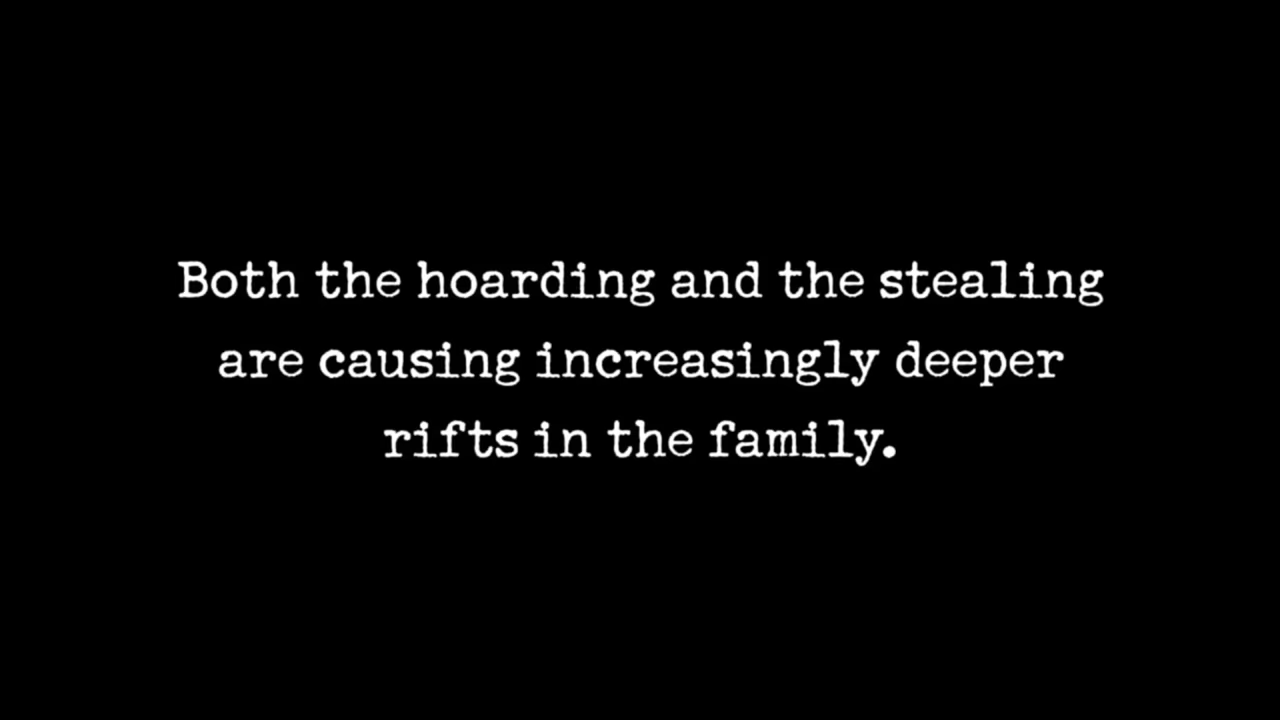 Both the hoarding and the stealing
are causing increasingly deeper
rifts in the family.